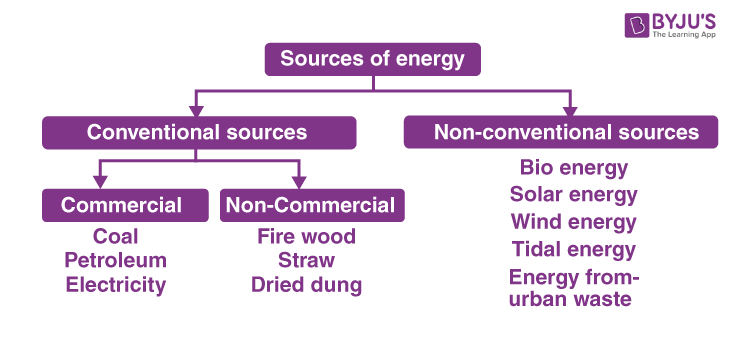 BYJU'S
The Learning App
Sources of energy
Conventional sources
Non-conventional sources
Commercial
Non-Commercial
Coal
Petroleum
Electricity
Fire wood
Straw
Dried dung
Bio energy
Solar energy
Wind energy
Tidal energy
Energy from-
urban waste